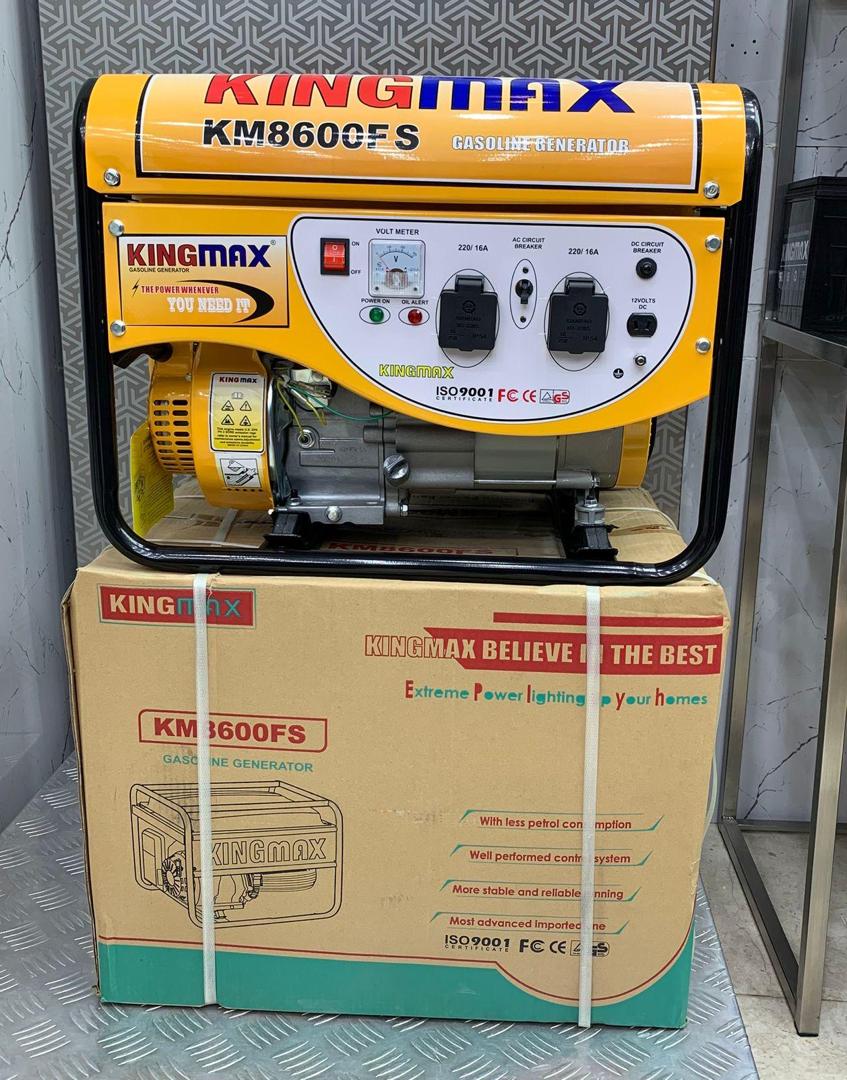 KINGMAX
KM8600FS
GASOLINE GENERATOR
KINGMAX®
GASOLINE GENERATOR
THE POWER WHENEVER
YOU NEED IT
ON
OFF
VOLT METER
V
POWER ON
OIL ALERT
220/ 16A
AC CIRCUIT
BREAKER
220/ 16A
DC CIRCUIT
BREAKER
12VOLTS
DC
KINGMAX
ISO9001 FC CE GS
CERTIFICATE
KINGMAX
KINGMAX
KM8600FS
KINGMAX
KINGMAX BELIEVE IN THE BEST
Extreme Power lighting up your homes
KM8600FS
GASOLINE GENERATOR
KINGMAX
With less petrol consumption
Well performed control system
More stable and reliable running
Most advanced imported
ISO9001 FC CE GS
CERTIFICATE